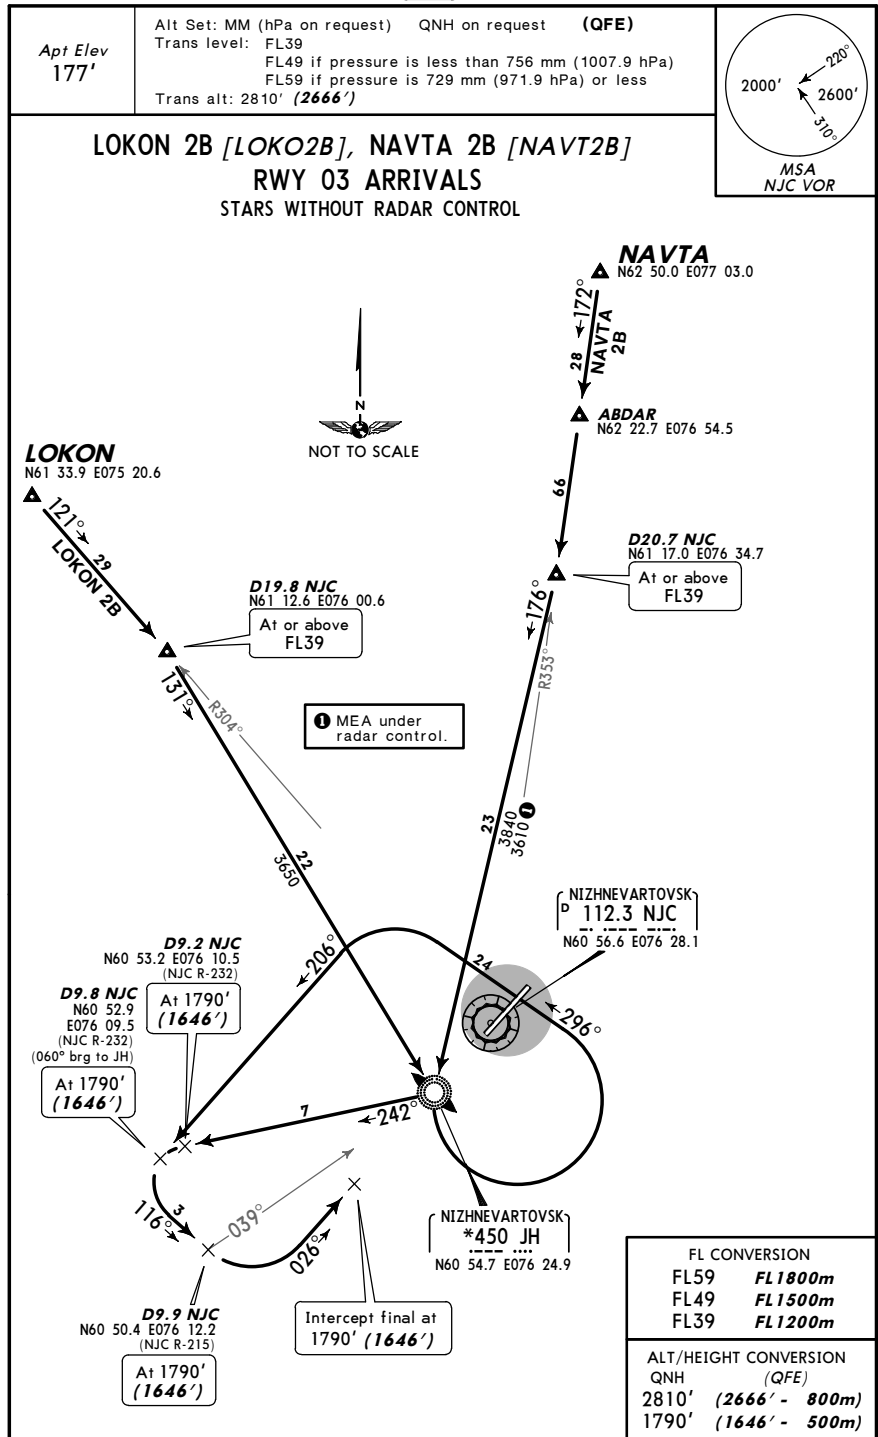 Apt Elev
177'
Alt Set: MM (hPa on request) QNH on request (QFE)
Trans level: FL39
FL49 if pressure is less than 756 mm (1007.9 hPa)
FL59 if pressure is 729 mm (971.9 hPa) or less
Trans alt: 2810' (2666')
220°
2000'
2600'
310°
MSA
NJC VOR
LOKON 2B [LOKO2B], NAVTA 2B [NAVT2B]
RWY 03 ARRIVALS
STARS WITHOUT RADAR CONTROL
NAVTA
N62 50.0 E077 03.0
172°
28
NAVTA
2B
ABDAR
N62 22.7 E076 54.5
N
NOT TO SCALE
LOKON
N61 33.9 E075 20.6
121°
29
LOKON 2B
66
D20.7 NJC
N61 17.0 E076 34.7
At or above
FL39
D19.8 NJC
N61 12.6 E076 00.6
At or above
FL39
176°
R353°
131°
R304°
1 MEA under
radar control.
23
3840
3610 1
22
3650
NIZHNEVARTOVSK
D 112.3 NJC
N60 56.6 E076 28.1
206°
24
296°
D9.2 NJC
N60 53.2 E076 10.5
(NJC R-232)
At 1790'
(1646')
D9.8 NJC
N60 52.9
E076 09.5
(NJC R-232)
(060° brg to JH)
At 1790'
(1646')
7
242°
116°
3
039°
026°
NIZHNEVARTOVSK
*450 JH
N60 54.7 E076 24.9
D9.9 NJC
N60 50.4 E076 12.2
(NJC R-215)
At 1790'
(1646')
Intercept final at
1790' (1646')
FL CONVERSION
FL59 FL1800m
FL49 FL1500m
FL39 FL1200m
ALT/HEIGHT CONVERSION
QNH (QFE)
2810' (2666' - 800m)
1790' (1646' - 500m)